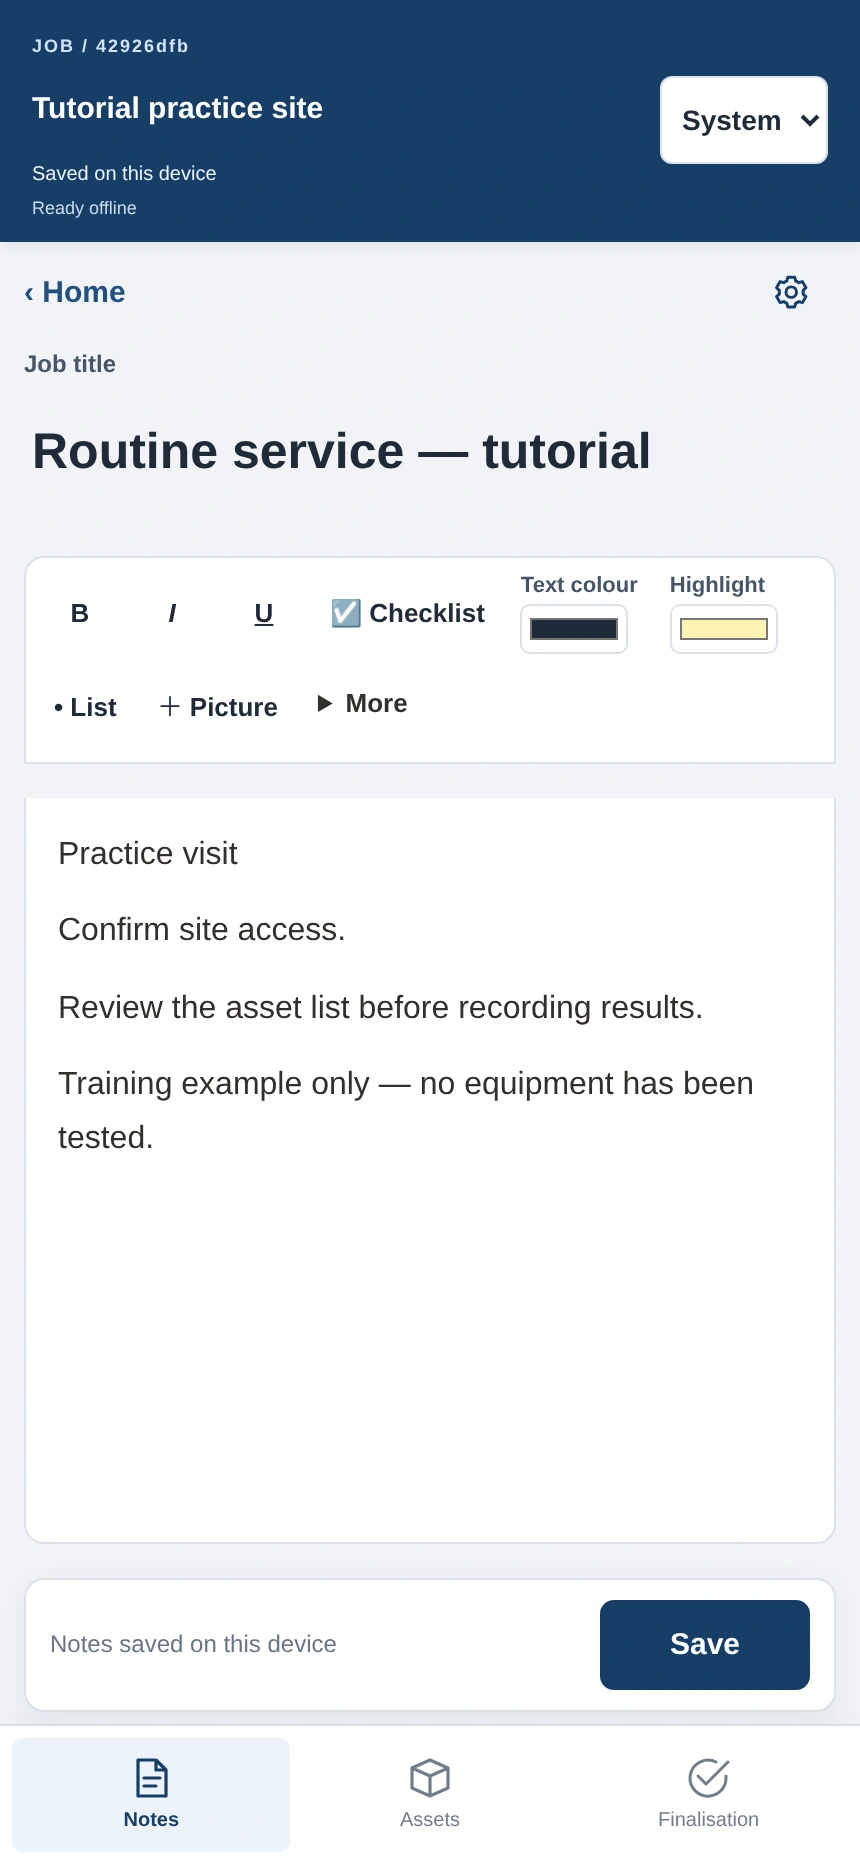 JOB / 42926dfb
Tutorial practice site
System
Saved on this device
Ready offline
‹ Home
Job title
Routine service — tutorial
B I U ☑ Checklist Text colour Highlight
• List + Picture ▶ More
Practice visit
Confirm site access.
Review the asset list before recording results.
Training example only — no equipment has been
tested.
Notes saved on this device
Save
Notes Assets Finalisation